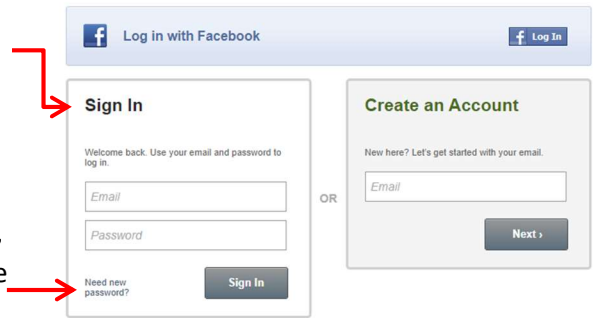 f Log in with Facebook f Log In
Sign In
Welcome back. Use your email and password to
log in.
Email
Password
Need new
password?
Sign In
OR
Create an Account
New here? Let's get started with your email.
Email
Next ›
e